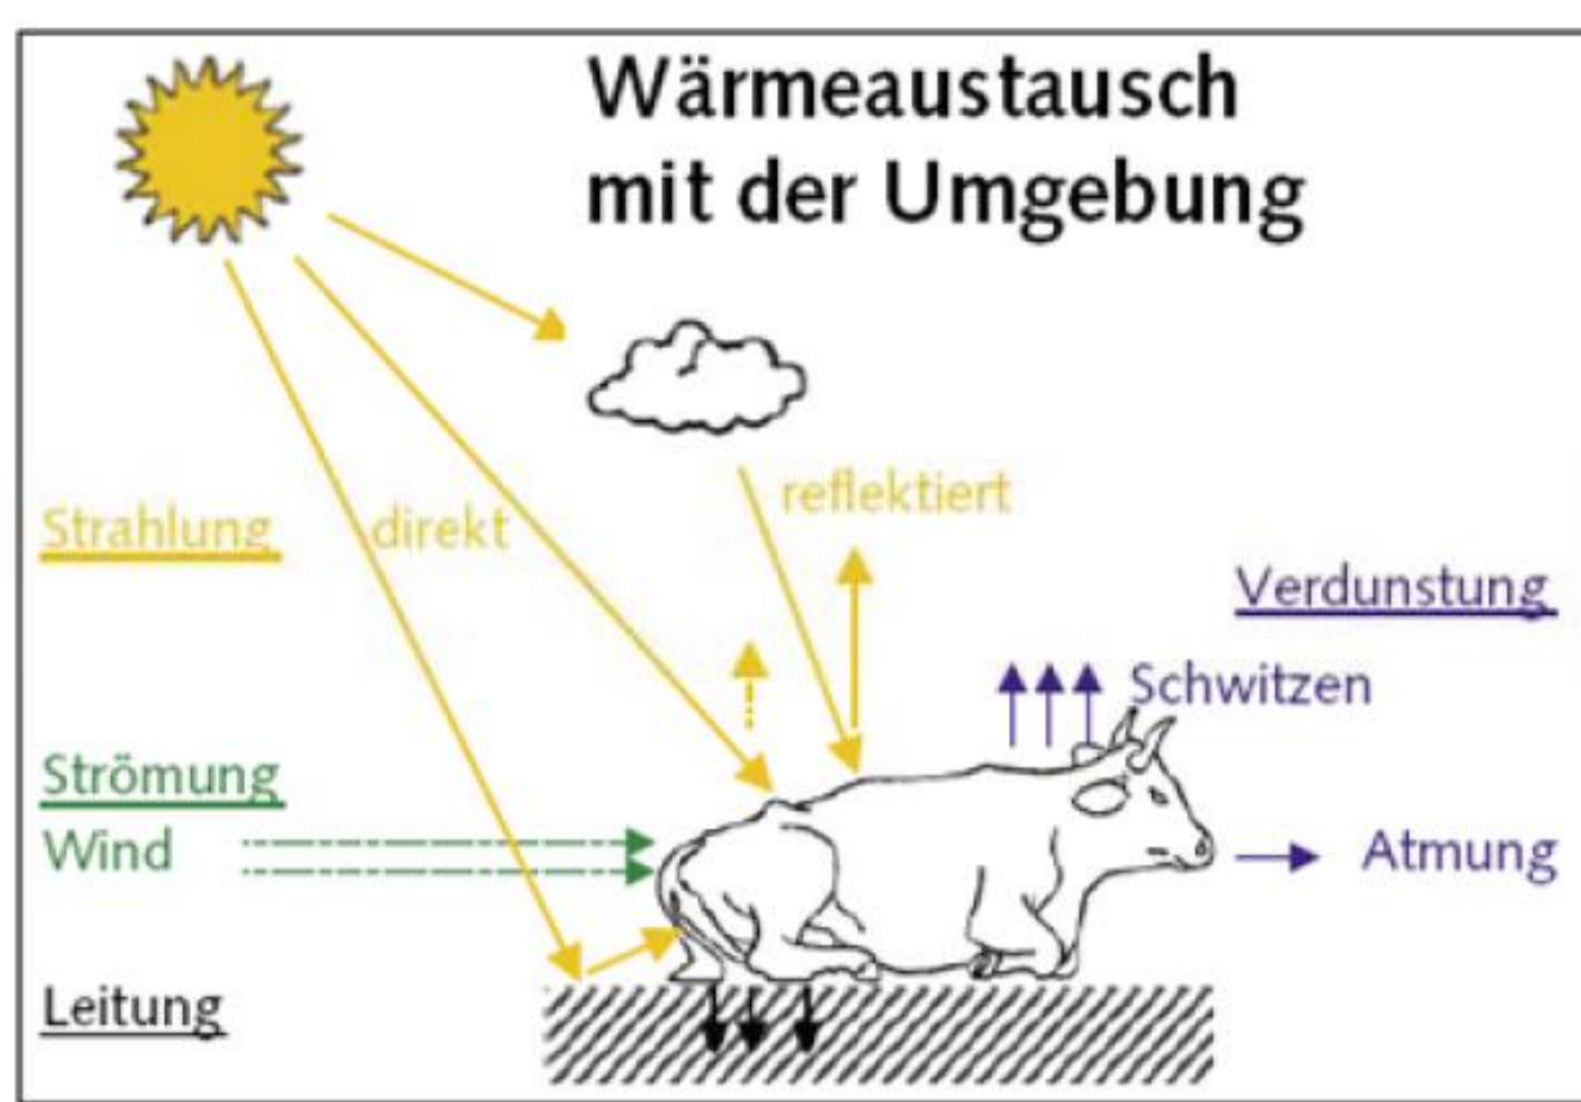 Wärmeaustausch
mit der Umgebung
reflektiert
Strahlung
direkt
Verdunstung
Schwitzen
Strömung
Wind
Atmung
Leitung